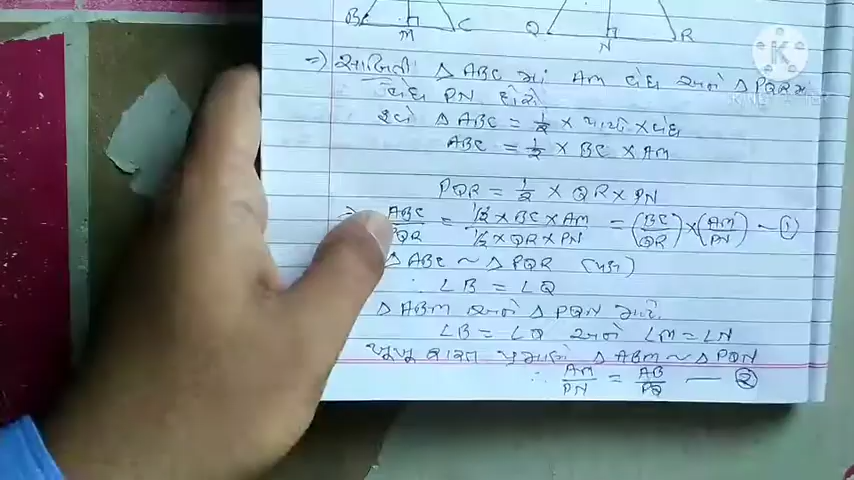 B M C Q N R
⇒ સાબિતી △ABC માં AM વેધ અને △PQR માં
વેધ PN દોરો
હવે △ABC = 1/2 × પાયો × વેધ
ABC = 1/2 × BC × AM
PQR = 1/2 × QR × PN
⇒ ABC/PQR = (1/2 × BC × AM)/(1/2 × QR × PN) = (BC/QR) × (AM/PN) — ①
△ABC ~ △PQR (પક્ષ)
∴ ∠B = ∠Q
△ABM અને △PQN માટે
∠B = ∠Q અને ∠M = ∠N
ખૂખૂ શરત પ્રમાણે △ABM ~ △PQN
∴ AM/PN = AB/PQ — ②
KINEMASTER